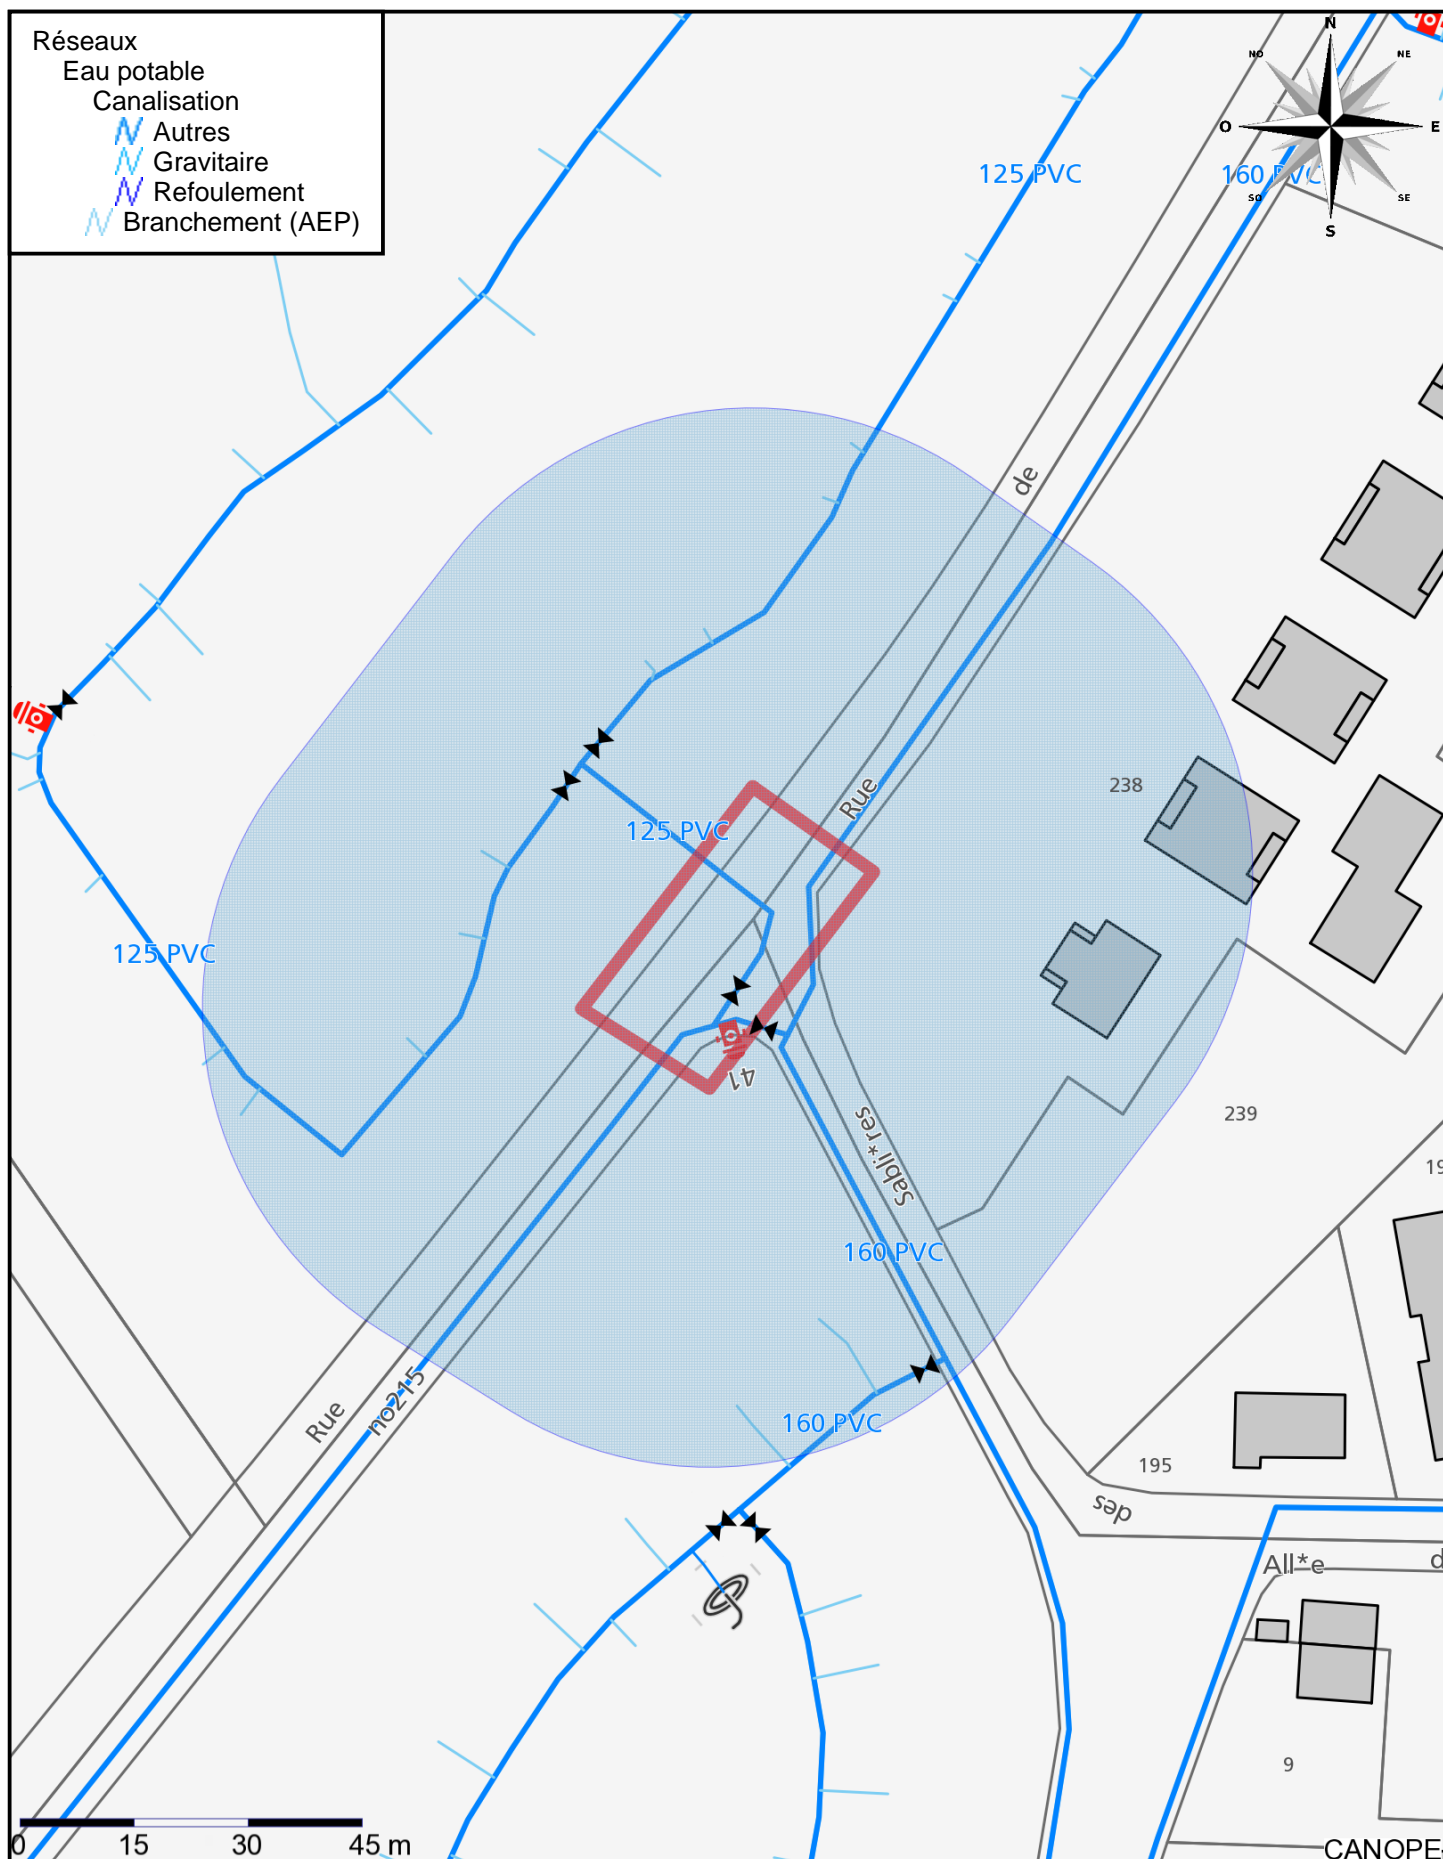 Réseaux
Eau potable
Canalisation
Autres
Gravitaire
Refoulement
Branchement (AEP)
N
NO
NE
O
E
SO
SE
S
125 PVC
160 PVC
de
Rue
238
125 PVC
125 PVC
41
Sabli*res
239
160 PVC
Rue
no215
160 PVC
195
des
All*e
9
0 15 30 45 m
CANOPE